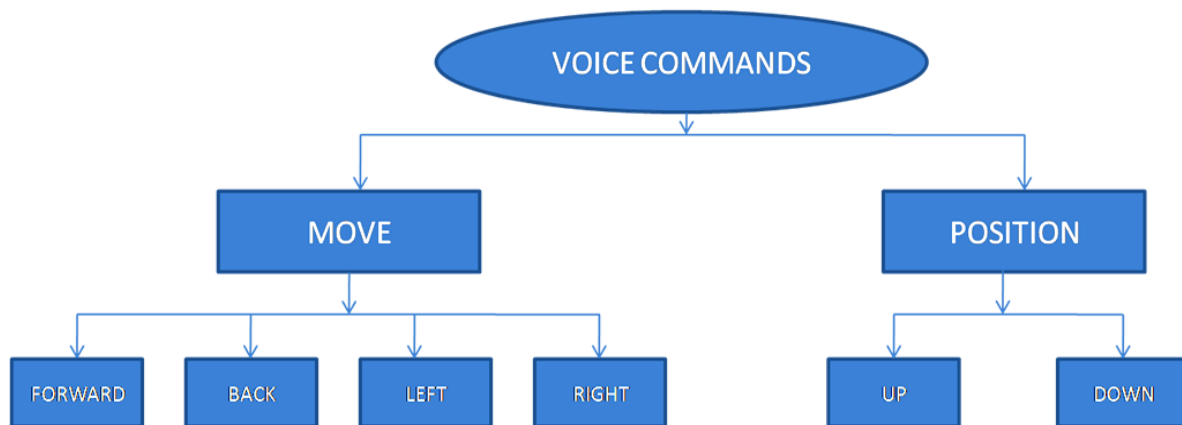 VOICE COMMANDS
MOVE
POSITION
FORWARD
BACK
LEFT
RIGHT
UP
DOWN